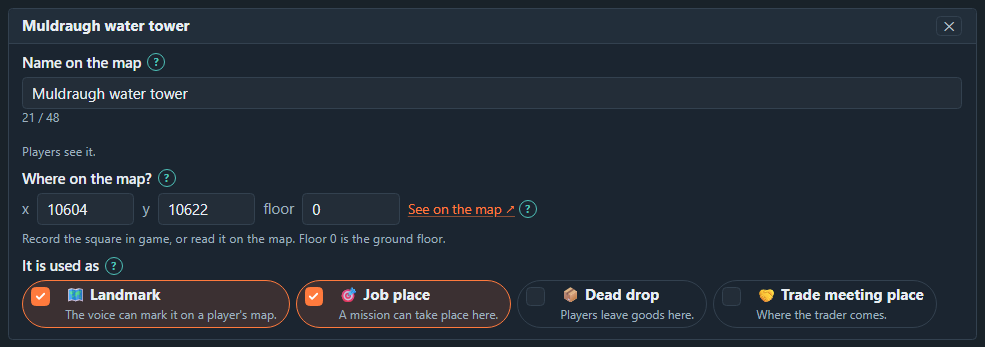 Muldraugh water tower
Name on the map ?
Muldraugh water tower
21 / 48
Players see it.
Where on the map? ?
x 10604 y 10622 floor 0 See on the map ↗ ?
Record the square in game, or read it on the map. Floor 0 is the ground floor.
It is used as ?
Landmark
The voice can mark it on a player's map.
Job place
A mission can take place here.
Dead drop
Players leave goods here.
Trade meeting place
Where the trader comes.